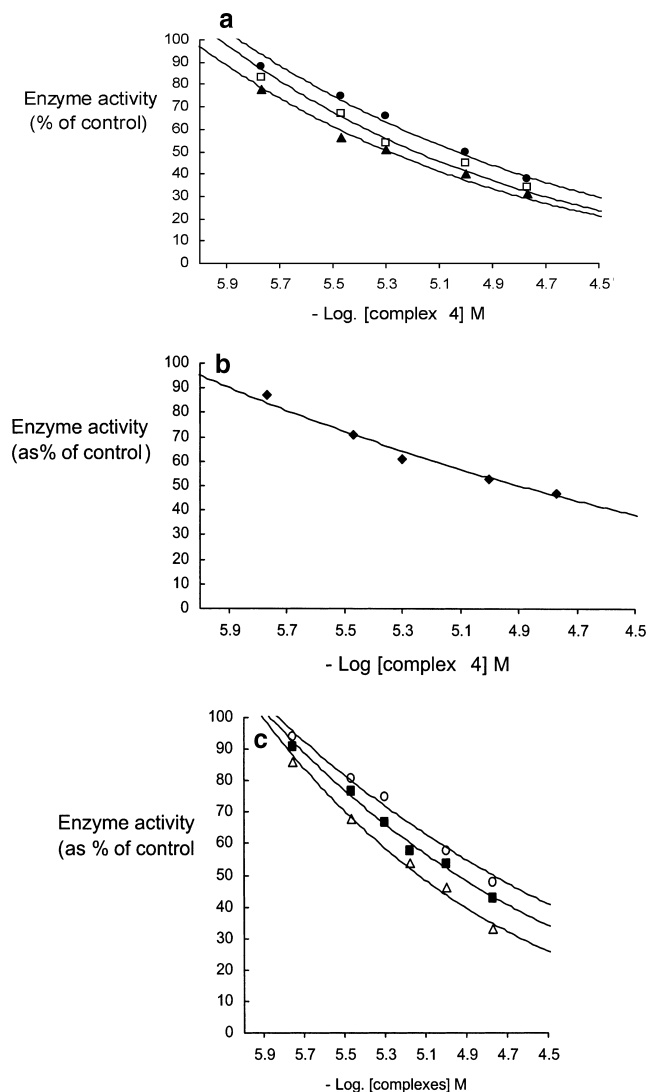 a
100
90
80
70
60
50
40
30
20
10
0
Enzyme activity
(% of control)
5.9 5.7 5.5 5.3 5.1 4.9 4.7 4.5
- Log. [complex 4] M
b
100
90
80
70
60
50
40
30
20
10
0
Enzyme activity
(as% of control)
5.9 5.7 5.5 5.3 5.1 4.9 4.7 4.5
- Log [complex 4] M
c
100
90
80
70
60
50
40
30
20
10
0
Enzyme activity
(as % of control
5.9 5.7 5.5 5.3 5.1 4.9 4.7 4.5
- Log. [complexes] M